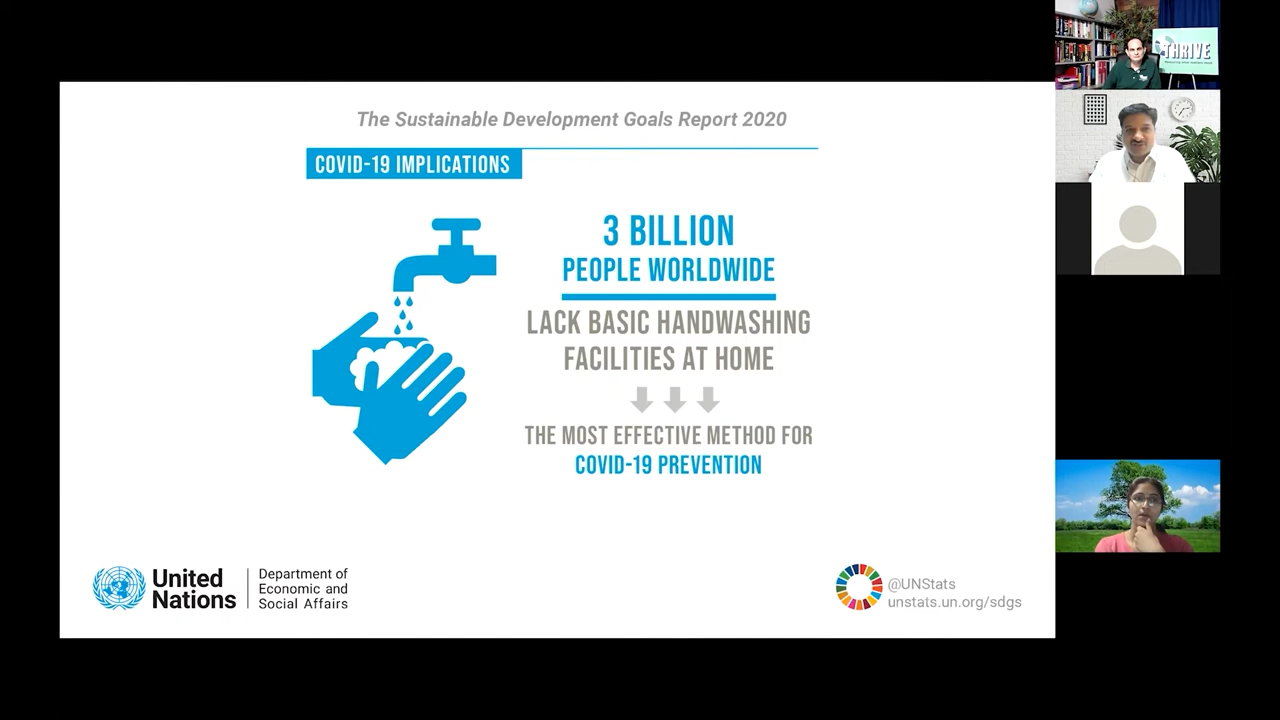 The Sustainable Development Goals Report 2020
COVID-19 IMPLICATIONS
3 BILLION
PEOPLE WORLDWIDE
LACK BASIC HANDWASHING
FACILITIES AT HOME
THE MOST EFFECTIVE METHOD FOR
COVID-19 PREVENTION
United
Nations
Department of
Economic and
Social Affairs
@UNStats
unstats.un.org/sdgs
THRIVE